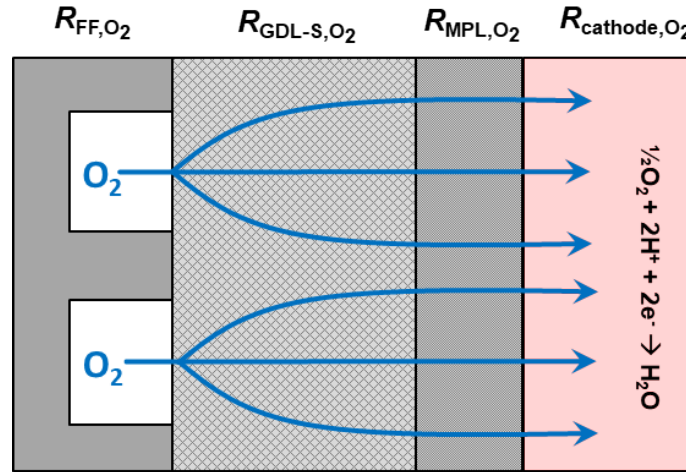 R_FF,O₂ R_GDL-S,O₂ R_MPL,O₂ R_cathode,O₂
O₂
O₂
½O₂ + 2H⁺ + 2e⁻ → H₂O